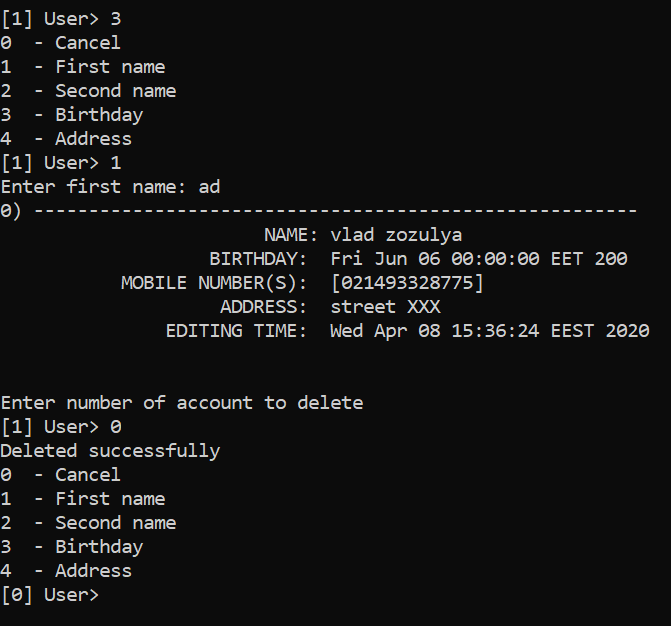 [1] User> 3
0  - Cancel
1  - First name
2  - Second name
3  - Birthday
4  - Address
[1] User> 1
Enter first name: ad
0) -------------------------------------------------------
NAME: vlad zozulya
BIRTHDAY:  Fri Jun 06 00:00:00 EET 200
MOBILE NUMBER(S):  [021493328775]
ADDRESS:  street XXX
EDITING TIME:  Wed Apr 08 15:36:24 EEST 2020
Enter number of account to delete
[1] User> 0
Deleted successfully
0  - Cancel
1  - First name
2  - Second name
3  - Birthday
4  - Address
[0] User>